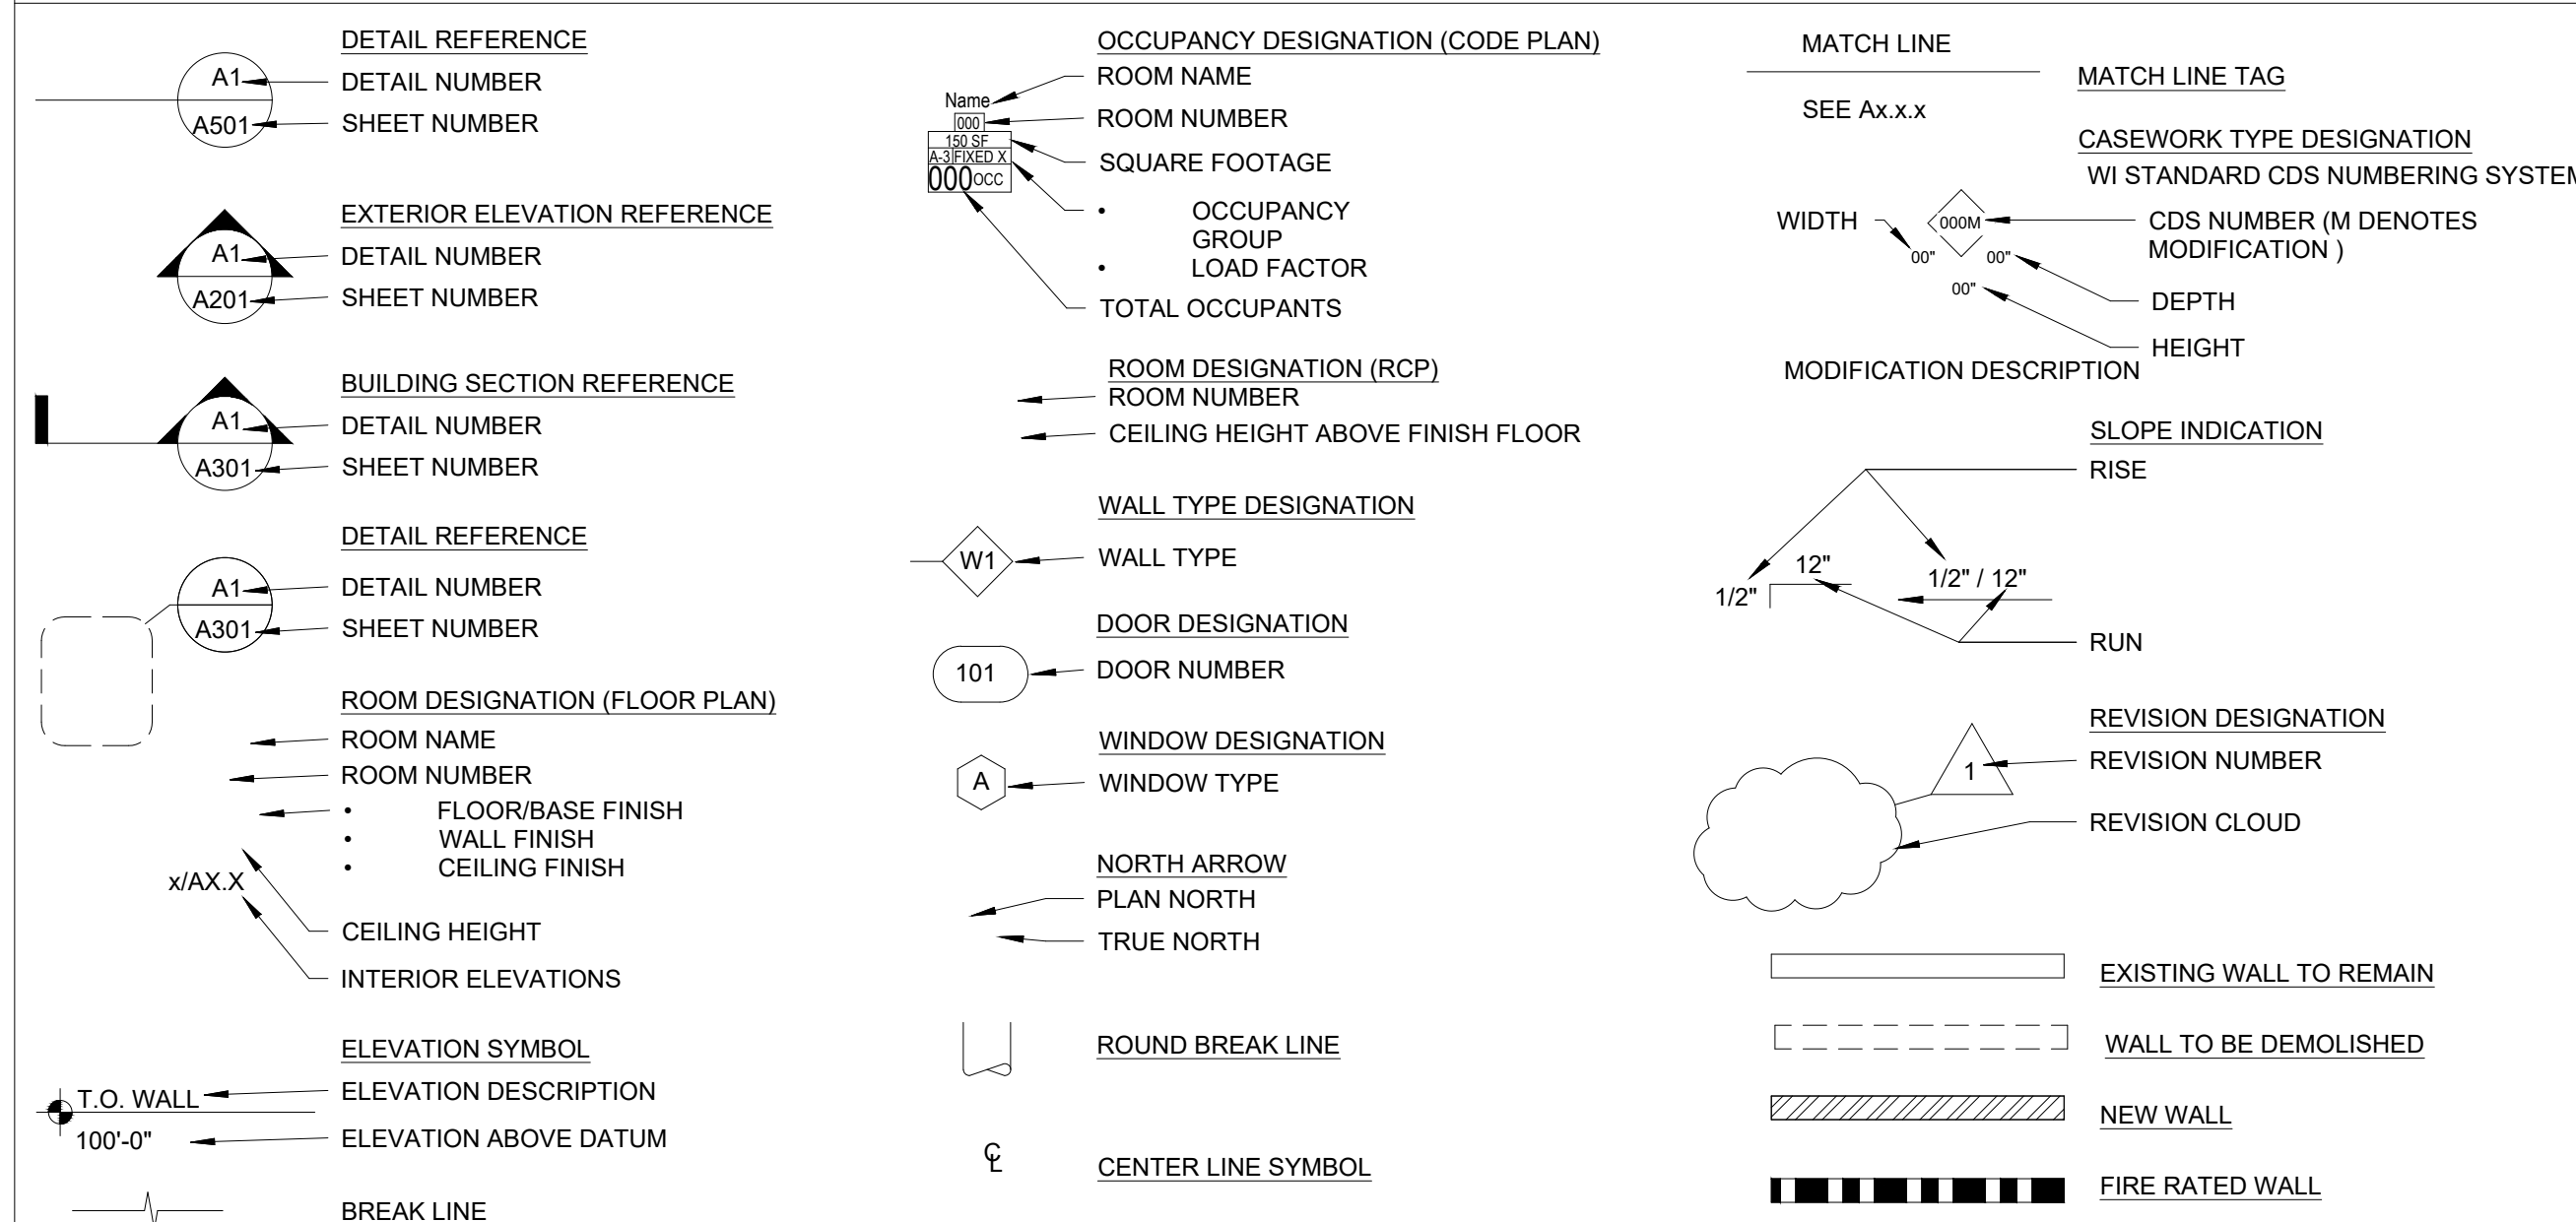 DETAIL REFERENCE
A1
DETAIL NUMBER
A501
SHEET NUMBER
EXTERIOR ELEVATION REFERENCE
A1
DETAIL NUMBER
A201
SHEET NUMBER
BUILDING SECTION REFERENCE
A1
DETAIL NUMBER
A301
SHEET NUMBER
DETAIL REFERENCE
A1
DETAIL NUMBER
A301
SHEET NUMBER
ROOM DESIGNATION (FLOOR PLAN)
ROOM NAME
ROOM NUMBER
• FLOOR/BASE FINISH
• WALL FINISH
• CEILING FINISH
x/AX.X
CEILING HEIGHT
INTERIOR ELEVATIONS
ELEVATION SYMBOL
T.O. WALL
ELEVATION DESCRIPTION
100'-0"
ELEVATION ABOVE DATUM
BREAK LINE
OCCUPANCY DESIGNATION (CODE PLAN)
ROOM NAME
Name
ROOM NUMBER
000
150 SF
SQUARE FOOTAGE
A-3 FIXED X
000 OCC
• OCCUPANCY
GROUP
• LOAD FACTOR
TOTAL OCCUPANTS
ROOM DESIGNATION (RCP)
ROOM NUMBER
CEILING HEIGHT ABOVE FINISH FLOOR
WALL TYPE DESIGNATION
W1
WALL TYPE
DOOR DESIGNATION
101
DOOR NUMBER
WINDOW DESIGNATION
A
WINDOW TYPE
NORTH ARROW
PLAN NORTH
TRUE NORTH
ROUND BREAK LINE
℄
CENTER LINE SYMBOL
MATCH LINE
MATCH LINE TAG
SEE Ax.x.x
CASEWORK TYPE DESIGNATION
WI STANDARD CDS NUMBERING SYSTEM
WIDTH
000M
CDS NUMBER (M DENOTES
MODIFICATION )
00"
00"
00"
DEPTH
HEIGHT
MODIFICATION DESCRIPTION
SLOPE INDICATION
RISE
12"
1/2"
1/2" / 12"
RUN
REVISION DESIGNATION
1
REVISION NUMBER
REVISION CLOUD
EXISTING WALL TO REMAIN
WALL TO BE DEMOLISHED
NEW WALL
FIRE RATED WALL